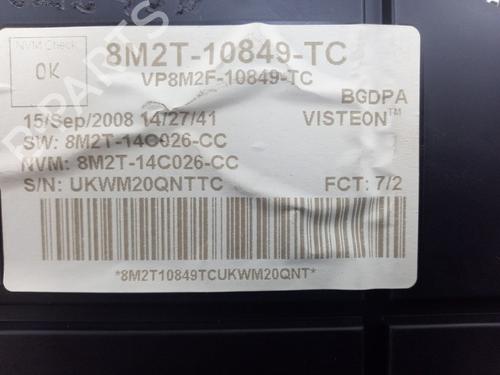 NVM Check
OK
8M2T-10849-TC
VP8M2F-10849-TC
BGDPA
15/Sep/2008 14/27/41
VISTEON™
SW: 8M2T-14C026-CC
NVM: 8M2T-14C026-CC
S/N: UKWM20QNTTC
FCT: 7/2
*8M2T10849TCUKWM20QNT*